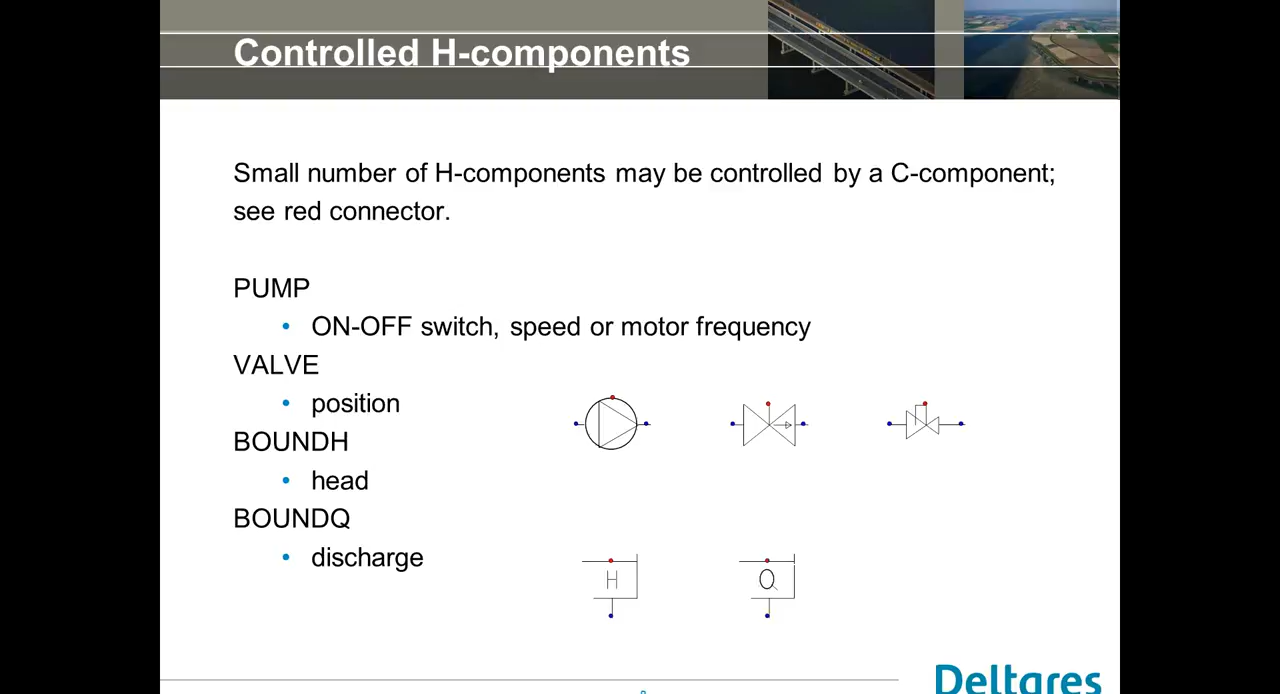 Controlled H-components
Small number of H-components may be controlled by a C-component;
see red connector.
PUMP
• ON-OFF switch, speed or motor frequency
VALVE
• position
BOUNDH
• head
BOUNDQ
• discharge
H
Q
Deltares